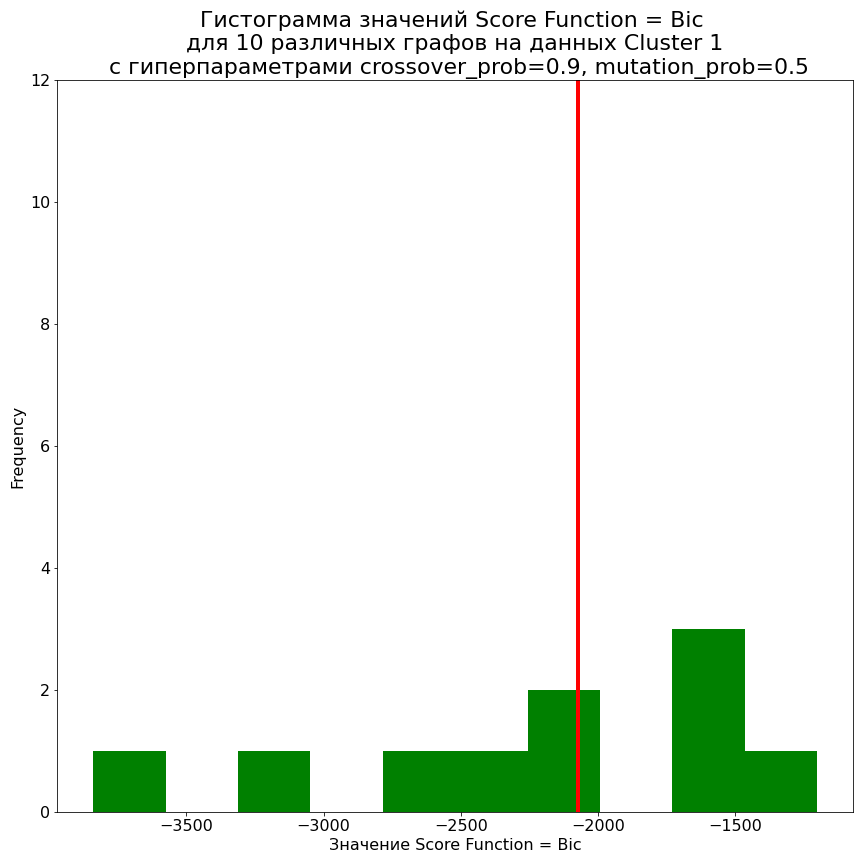 Гистограмма значений Score Function = Bic
для 10 различных графов на данных Cluster 1
с гиперпараметрами crossover_prob=0.9, mutation_prob=0.5
12
10
8
6
4
2
0
Frequency
−3500
−3000
−2500
−2000
−1500
Значение Score Function = Bic